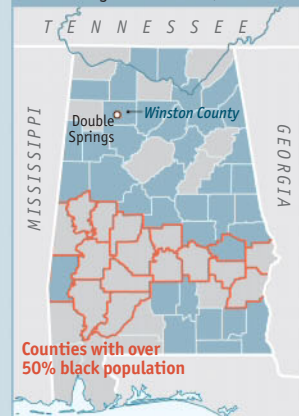 TENNESSEE
Winston County
Double
Springs
MISSISSIPPI
GEORGIA
Counties with over
50% black population